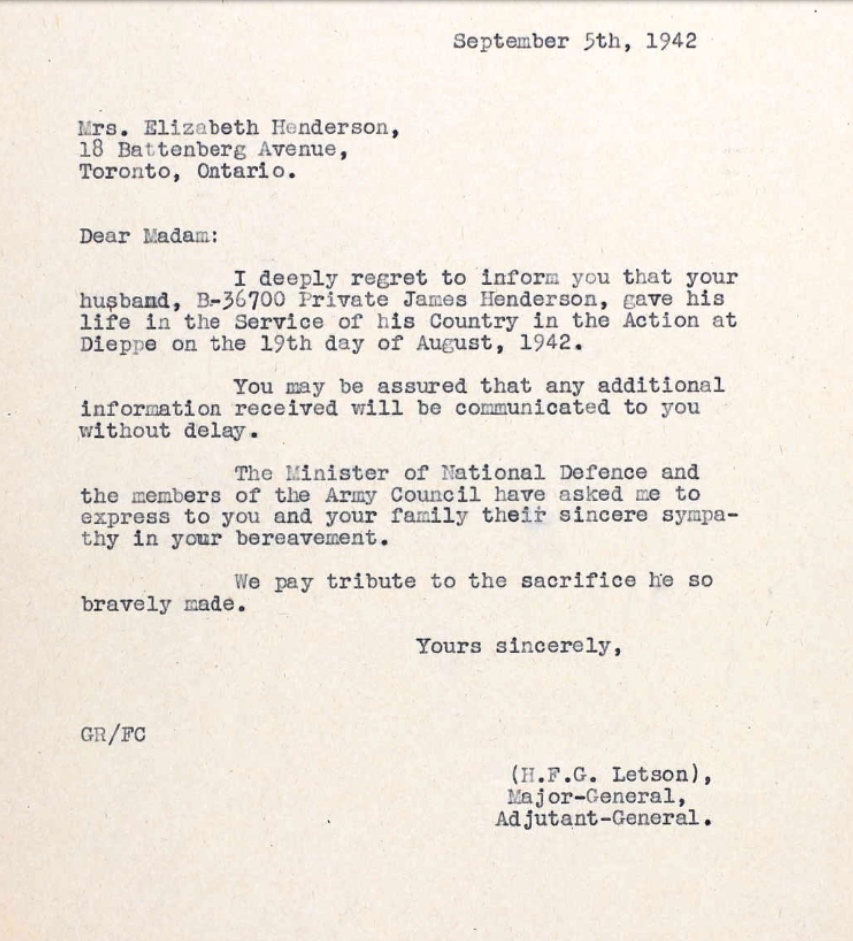 September 5th, 1942
Mrs. Elizabeth Henderson,
18 Battenberg Avenue,
Toronto, Ontario.
Dear Madam:
I deeply regret to inform you that your
husband, B-36700 Private James Henderson, gave his
life in the Service of his Country in the Action at
Dieppe on the 19th day of August, 1942.
You may be assured that any additional
information received will be communicated to you
without delay.
The Minister of National Defence and
the members of the Army Council have asked me to
express to you and your family their sincere sympa-
thy in your bereavement.
We pay tribute to the sacrifice he so
bravely made.
Yours sincerely,
GR/FC
(H.F.G. Letson),
Major-General,
Adjutant-General.